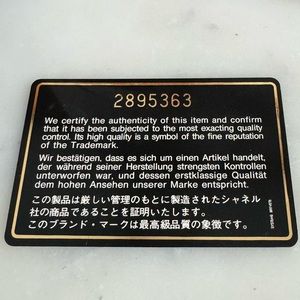 2895363
We certify the authenticity of this item and confirm
that it has been subjected to the most exacting quality
control. Its high quality is a symbol of the fine reputation
of the Trademark.
Wir bestätigen, dass es sich um einen Artikel handelt,
der während seiner Herstellung strengsten Kontrollen
unterworfen war, und dessen erstklassige Qualität
dem hohen Ansehen unserer Marke entspricht.
この製品は厳しい管理のもとに製造されたシャネル
社の商品であることを証明いたします。
このブランド・マークは最高級品質の象徴です。